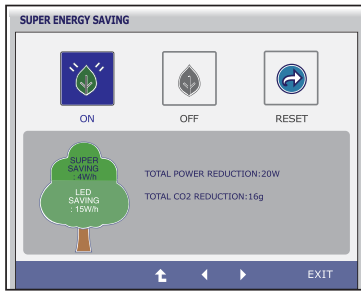 SUPER ENERGY SAVING
ON
OFF
RESET
SUPER
SAVING
: 4W/h
LED
SAVING
: 15W/h
TOTAL POWER REDUCTION:20W
TOTAL CO2 REDUCTION:16g
EXIT